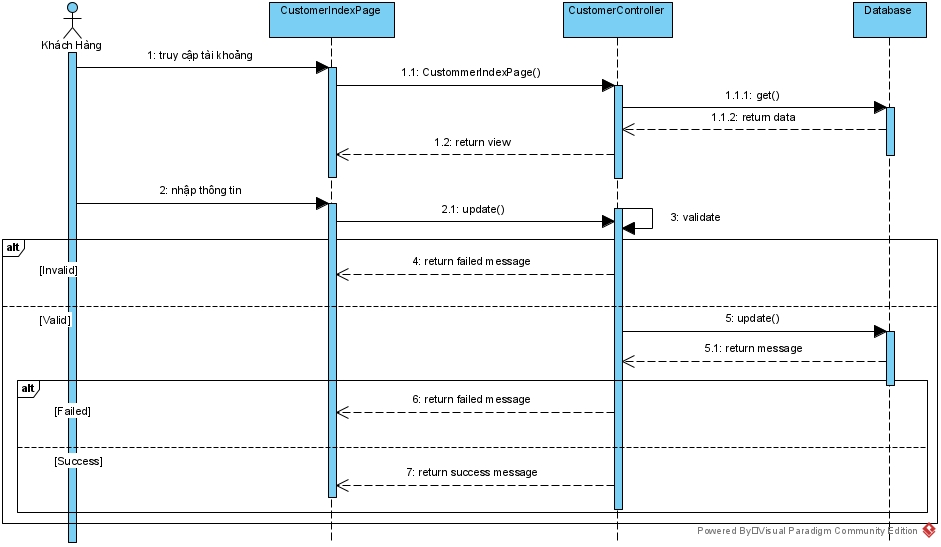 CustomerIndexPage
CustomerController
Database
Khách Hàng
1: truy cập tài khoảng
1.1: CustommerIndexPage()
1.1.1: get()
1.1.2: return data
1.2: return view
2: nhập thông tin
2.1: update()
3: validate
alt
4: return failed message
[Invalid]
[Valid]
5: update()
5.1: return message
alt
6: return failed message
[Failed]
[Success]
7: return success message
Powered By□Visual Paradigm Community Edition